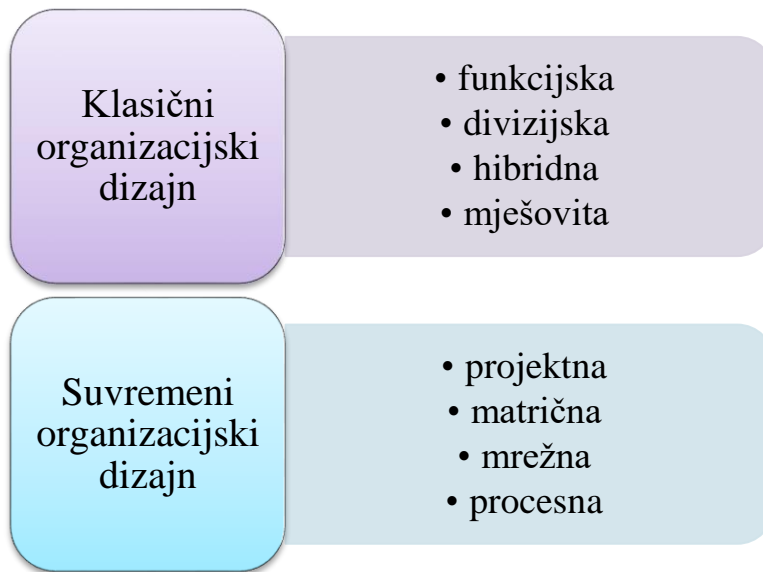 Klasični
organizacijski
dizajn
• funkcijska
• divizijska
• hibridna
• mješovita
Suvremeni
organizacijski
dizajn
• projektna
• matrična
• mrežna
• procesna